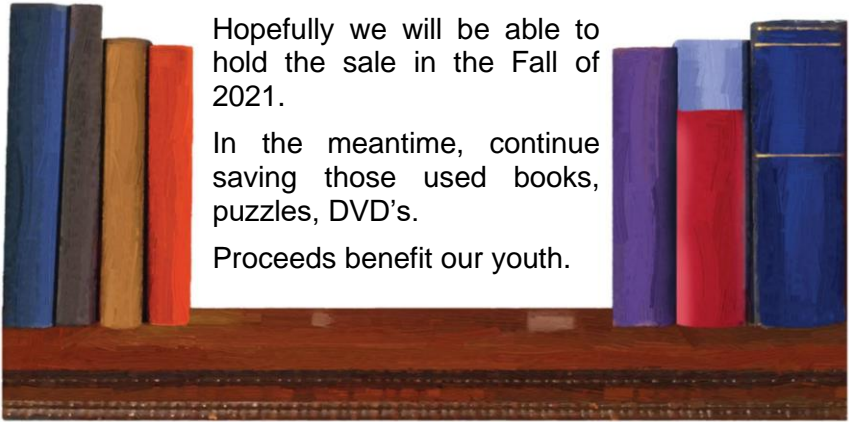 Hopefully we will be able to
hold the sale in the Fall of
2021.
In the meantime, continue
saving those used books,
puzzles, DVD’s.
Proceeds benefit our youth.